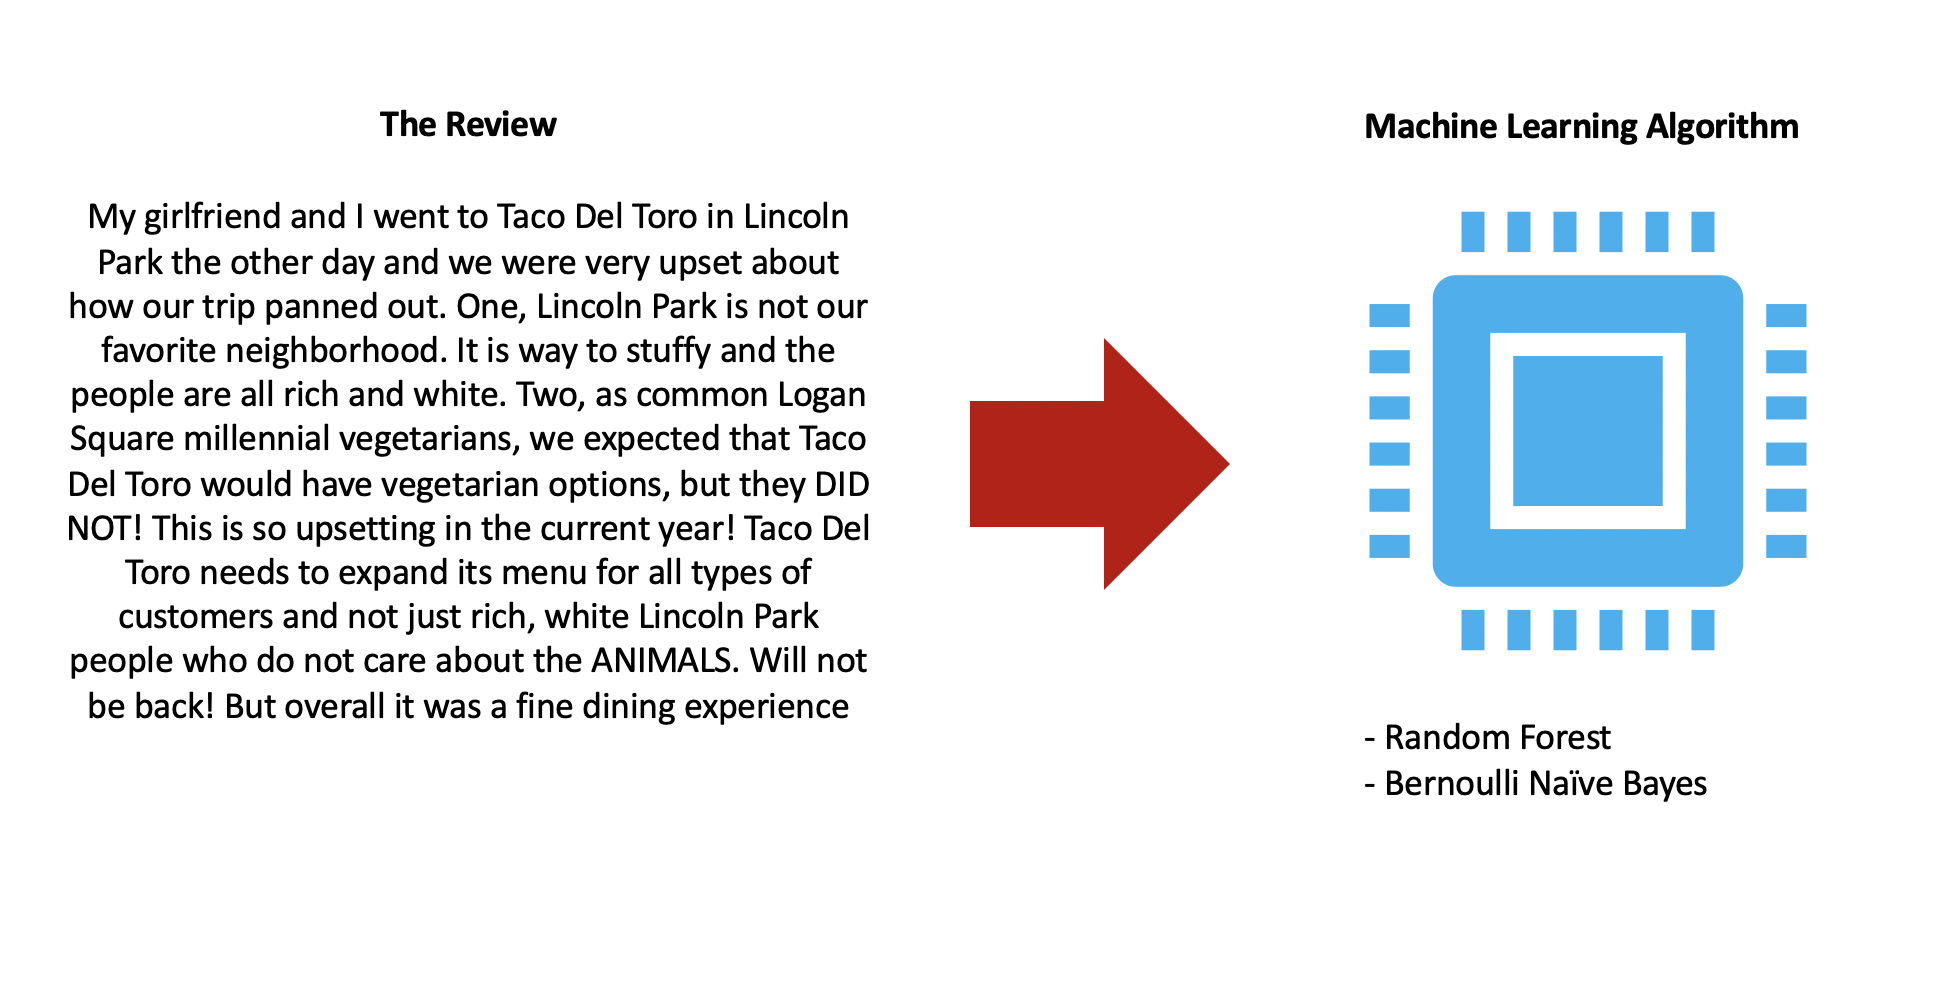 The Review
My girlfriend and I went to Taco Del Toro in Lincoln
Park the other day and we were very upset about
how our trip panned out. One, Lincoln Park is not our
favorite neighborhood. It is way to stuffy and the
people are all rich and white. Two, as common Logan
Square millennial vegetarians, we expected that Taco
Del Toro would have vegetarian options, but they DID
NOT! This is so upsetting in the current year! Taco Del
Toro needs to expand its menu for all types of
customers and not just rich, white Lincoln Park
people who do not care about the ANIMALS. Will not
be back! But overall it was a fine dining experience
Machine Learning Algorithm
- Random Forest
- Bernoulli Naïve Bayes